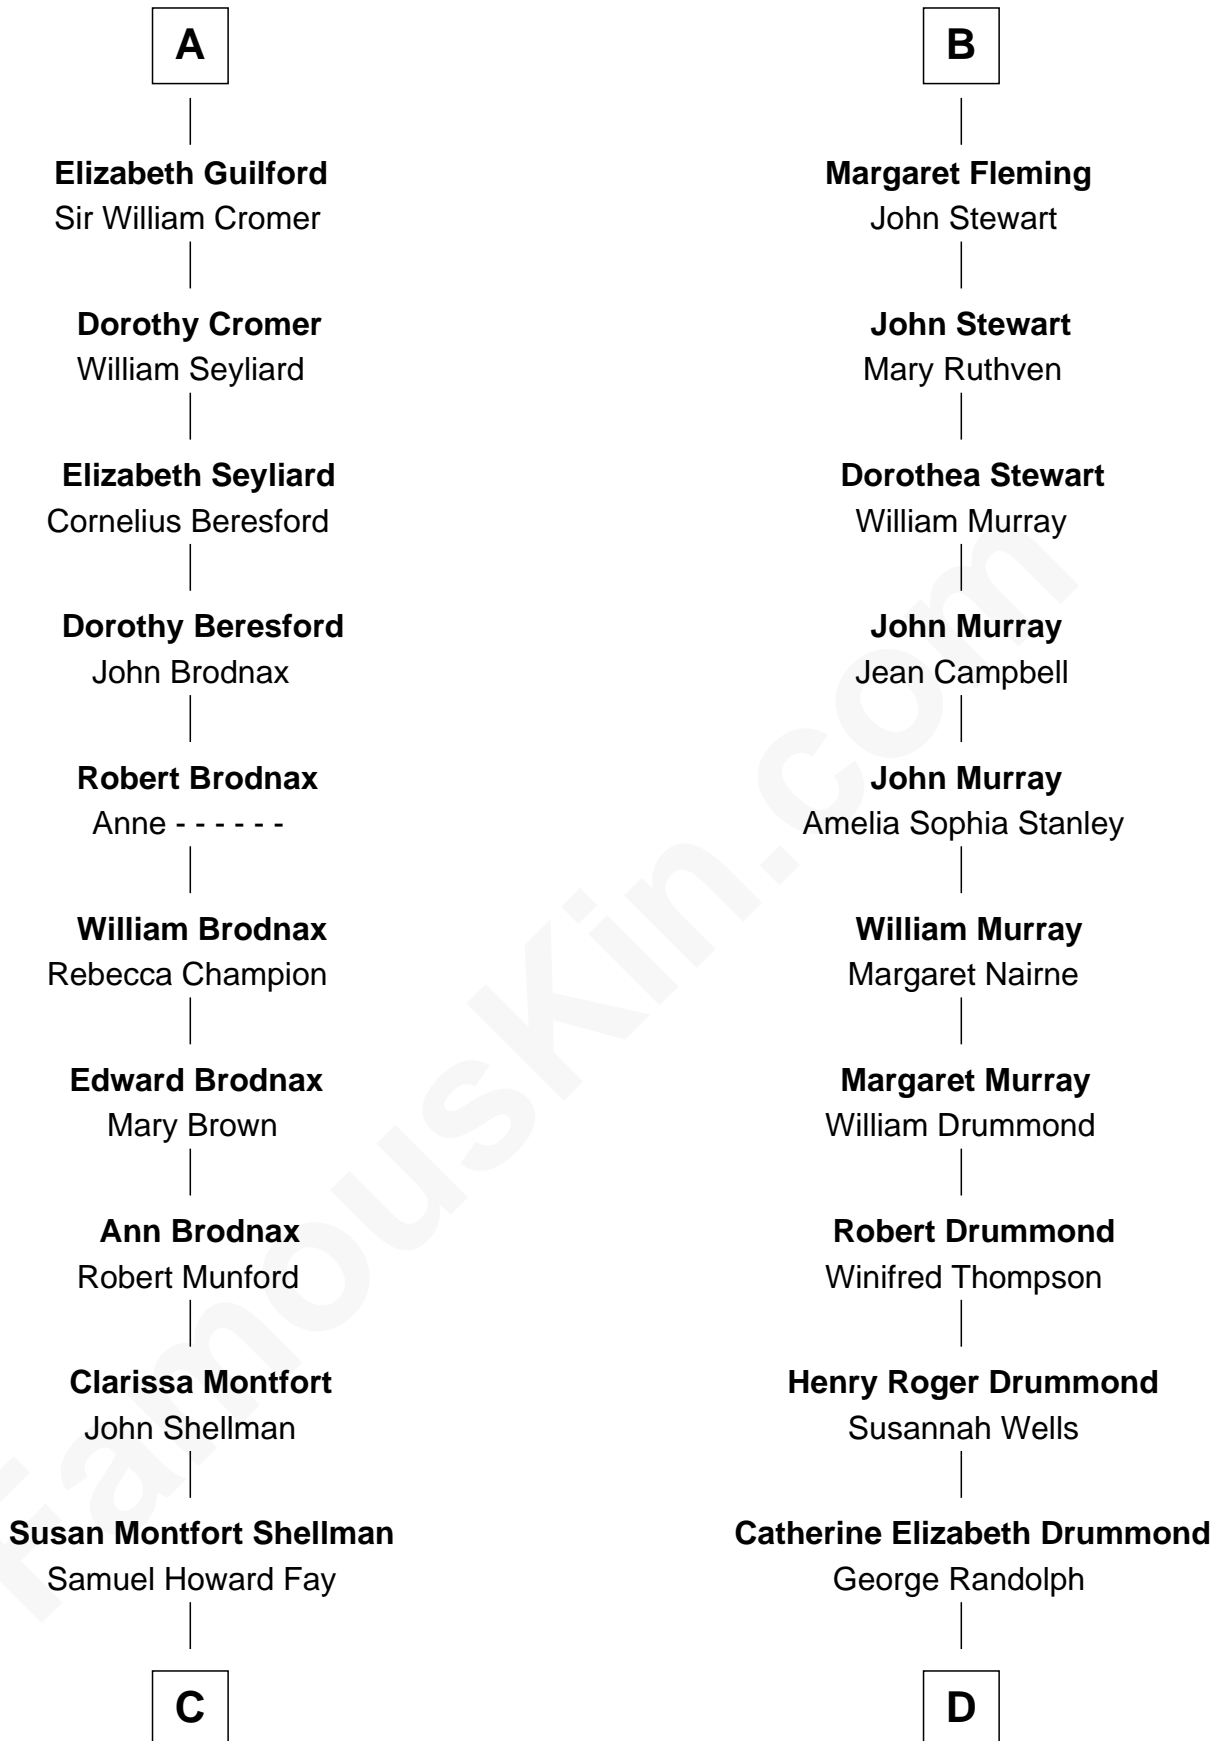 A
Elizabeth Guilford
Sir William Cromer
Dorothy Cromer
William Seyliard
Elizabeth Seyliard
Cornelius Beresford
Dorothy Beresford
John Brodnax
Robert Brodnax
Anne - - - - - -
William Brodnax
Rebecca Champion
Edward Brodnax
Mary Brown
Ann Brodnax
Robert Munford
Clarissa Montfort
John Shellman
Susan Montfort Shellman
Samuel Howard Fay
C
B
Margaret Fleming
John Stewart
John Stewart
Mary Ruthven
Dorothea Stewart
William Murray
John Murray
Jean Campbell
John Murray
Amelia Sophia Stanley
William Murray
Margaret Nairne
Margaret Murray
William Drummond
Robert Drummond
Winifred Thompson
Henry Roger Drummond
Susannah Wells
Catherine Elizabeth Drummond
George Randolph
D
FamousKin.com